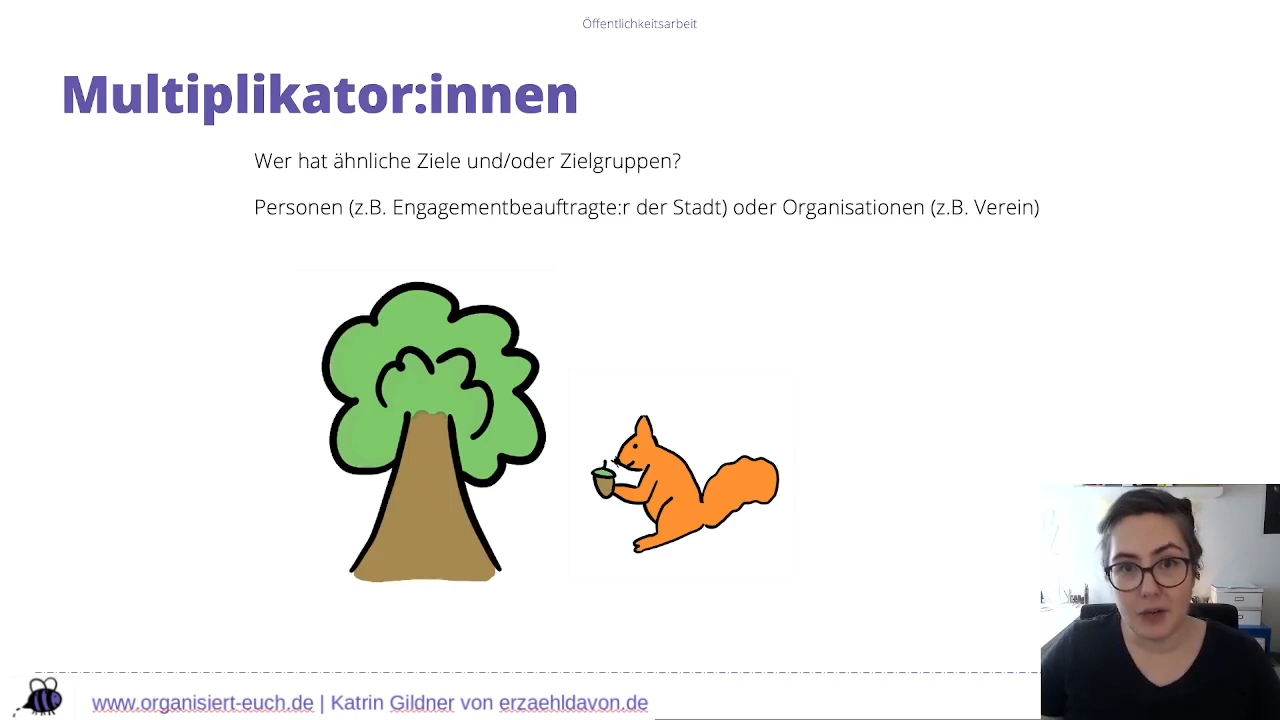 Öffentlichkeitsarbeit
Multiplikator:innen
Wer hat ähnliche Ziele und/oder Zielgruppen?
Personen (z.B. Engagementbeauftragte:r der Stadt) oder Organisationen (z.B. Verein)
www.organisiert-euch.de | Katrin Gildner von erzaehldavon.de